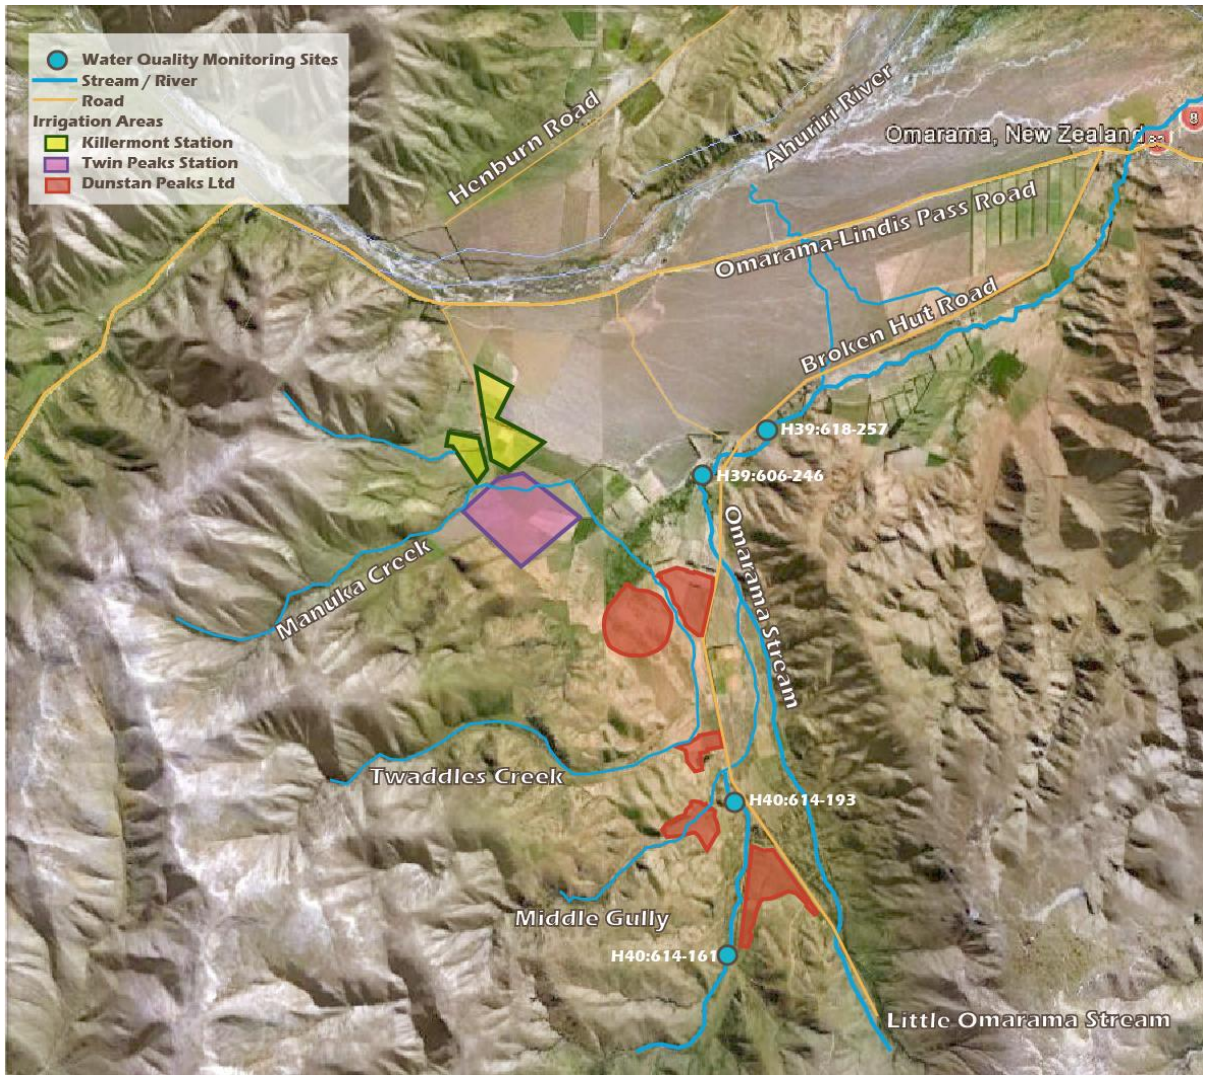 Water Quality Monitoring Sites
Stream / River
Road
Irrigation Areas
Killermont Station
Twin Peaks Station
Dunstan Peaks Ltd
Henburn Road
Ahuriri River
Omarama, New Zealand
8
Omarama-Lindis Pass Road
Broken Hut Road
H39:618-257
H39:606-246
Omarama Stream
Manuka Creek
Twaddles Creek
H40:614-193
Middle Gully
H40:614-161
Little Omarama Stream